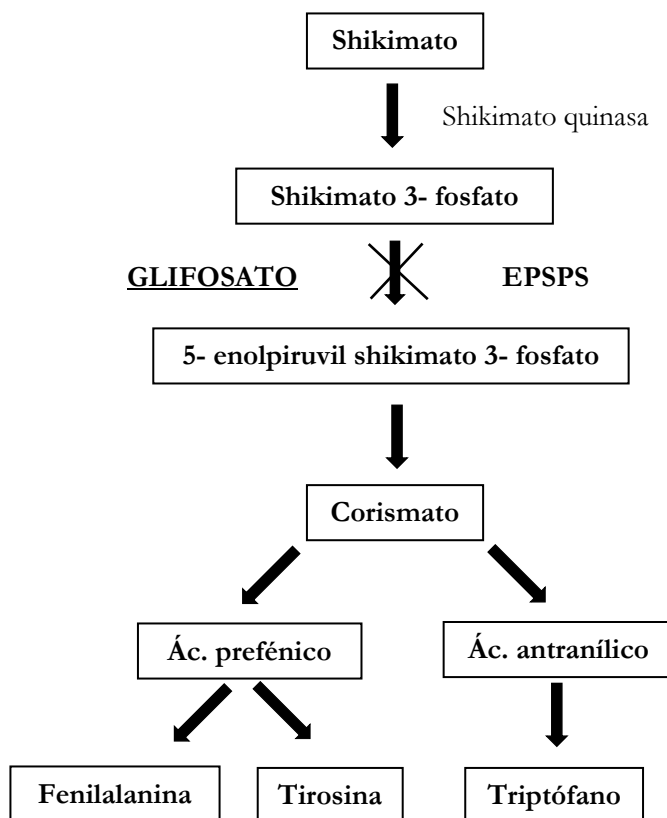 Shikimato
Shikimato quinasa
Shikimato 3- fosfato
GLIFOSATO
EPSPS
5- enolpiruvil shikimato 3- fosfato
Corismato
Ác. prefénico
Ác. antranílico
Fenilalanina
Tirosina
Triptófano